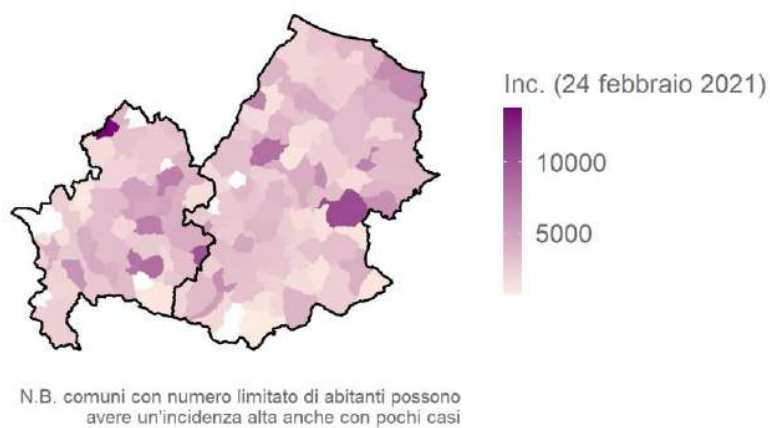 Inc. (24 febbraio 2021)
10000
5000
N.B. comuni con numero limitato di abitanti possono
avere un'incidenza alta anche con pochi casi